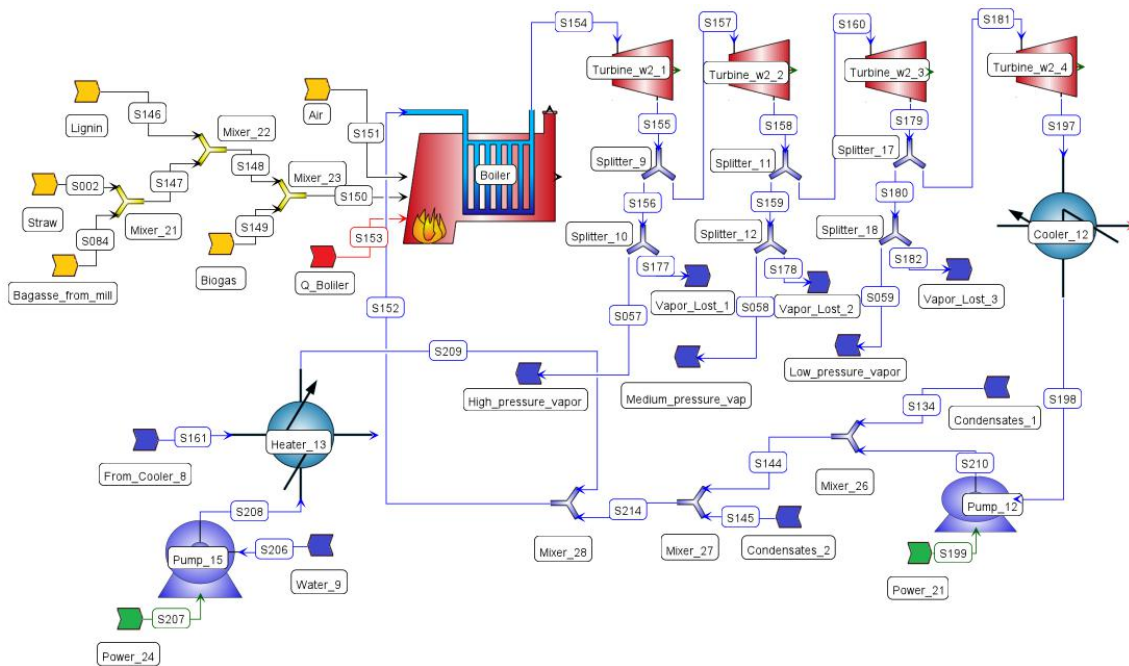 S154
S157
S160
S181
Turbine_w2_1
Turbine_w2_2
Turbine_w2_3
Turbine_w2_4
Lignin
S146
Air
S151
Mixer_22
S155
S158
S179
S197
Splitter_9
Splitter_11
Splitter_17
S002
S147
S148
Mixer_23
S150
Boiler
Straw
S084
Mixer_21
S149
S153
S156
S159
S180
Splitter_10
Splitter_12
Splitter_18
Cooler_12
Bagasse_from_mill
Biogas
Q_Boliler
S177
S178
S182
Vapor_Lost_1
Vapor_Lost_2
Vapor_Lost_3
S152
S057
S058
S059
S209
High_pressure_vapor
Medium_pressure_vap
Low_pressure_vapor
S198
S134
Condensates_1
S161
Heater_13
From_Cooler_8
S144
Mixer_26
S210
Pump_12
S208
S214
S145
Pump_15
S206
Mixer_28
Mixer_27
Condensates_2
S199
Water_9
Power_21
S207
Power_24